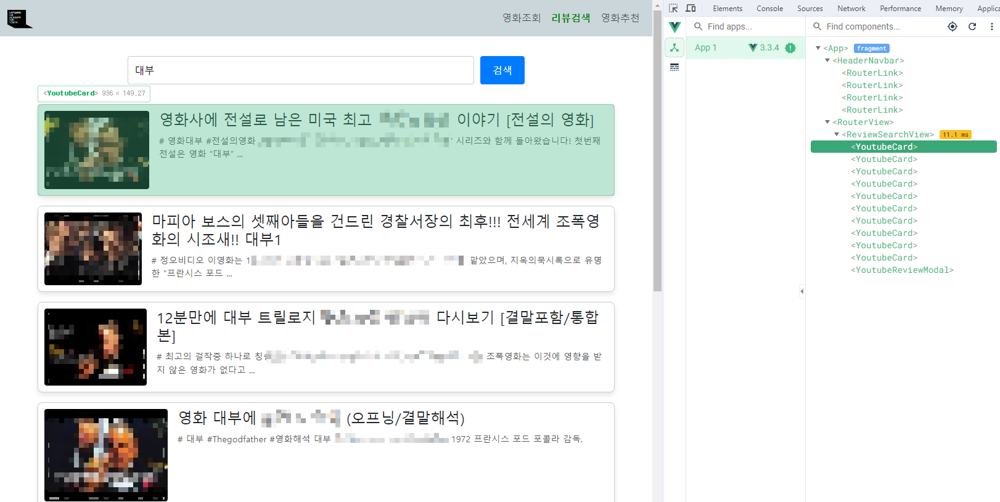 SAMSUNG
SW
ACADEMY
FOR
YOUTH
영화조회 리뷰검색 영화추천
대부 검색
<YoutubeCard> 936 × 149.27
영화사에 전설로 남은 미국 최고 이야기 [전설의 영화]
# 영화대부 #전설의영화 ' 시리즈와 함께 돌아왔습니다! 첫번째
전설은 영화 “대부” ...
마피아 보스의 셋째아들을 건드린 경찰서장의 최후!!! 전세계 조폭영
화의 시조새!! 대부1
# 정오비디오 이영화는 1 맡았으며, 지옥의묵시록으로 유명
한 "프란시스 포드 ...
12분만에 대부 트릴로지 다시보기 [결말포함/통합
본]
# 최고의 걸작중 하나로 조폭영화는 이것에 영향을 받
지 않은 영화가 없다고 ...
영화 대부에 (오프닝/결말해석)
# 대부 #Thegodfather #영화해석 대부 1972 프란시스 포드 포콜라 감독.
Elements Console Sources Network Performance Memory Applica
Find apps... Find components...
App 1 3.3.4
<App> fragment
<HeaderNavbar>
<RouterLink>
<RouterLink>
<RouterLink>
<RouterLink>
<RouterView>
<ReviewSearchView> 11.1 ms
<YoutubeCard>
<YoutubeCard>
<YoutubeCard>
<YoutubeCard>
<YoutubeCard>
<YoutubeCard>
<YoutubeCard>
<YoutubeCard>
<YoutubeCard>
<YoutubeCard>
<YoutubeReviewModal>